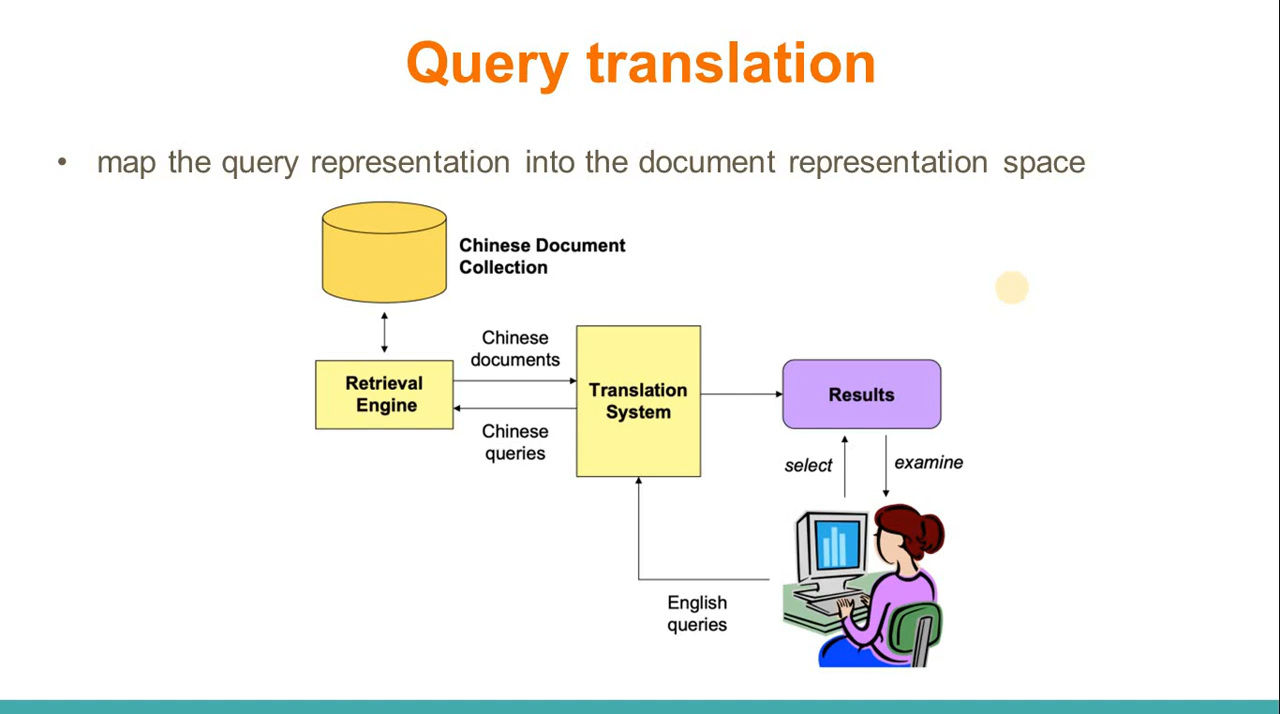 Query translation
• map the query representation into the document representation space
Chinese Document
Collection
Chinese
documents
Retrieval
Engine
Translation
System
Results
Chinese
queries
select
examine
English
queries